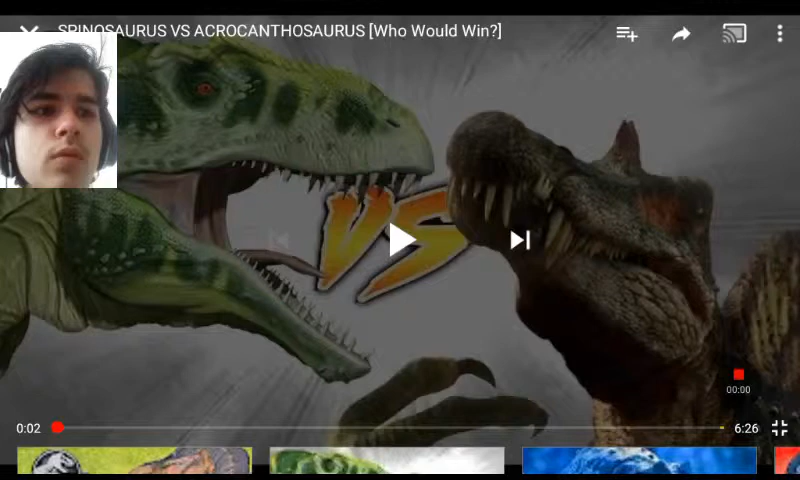 SPINOSAURUS VS ACROCANTHOSAURUS [Who Would Win?]
VS
00:00
0:02
6:26